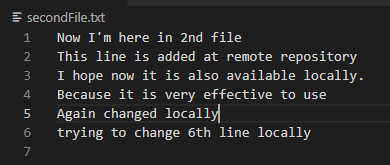 secondFile.txt
1 Now I'm here in 2nd file
2 This line is added at remote repository
3 I hope now it is also available locally.
4 Because it is very effective to use
5 Again changed locally
6 trying to change 6th line locally
7